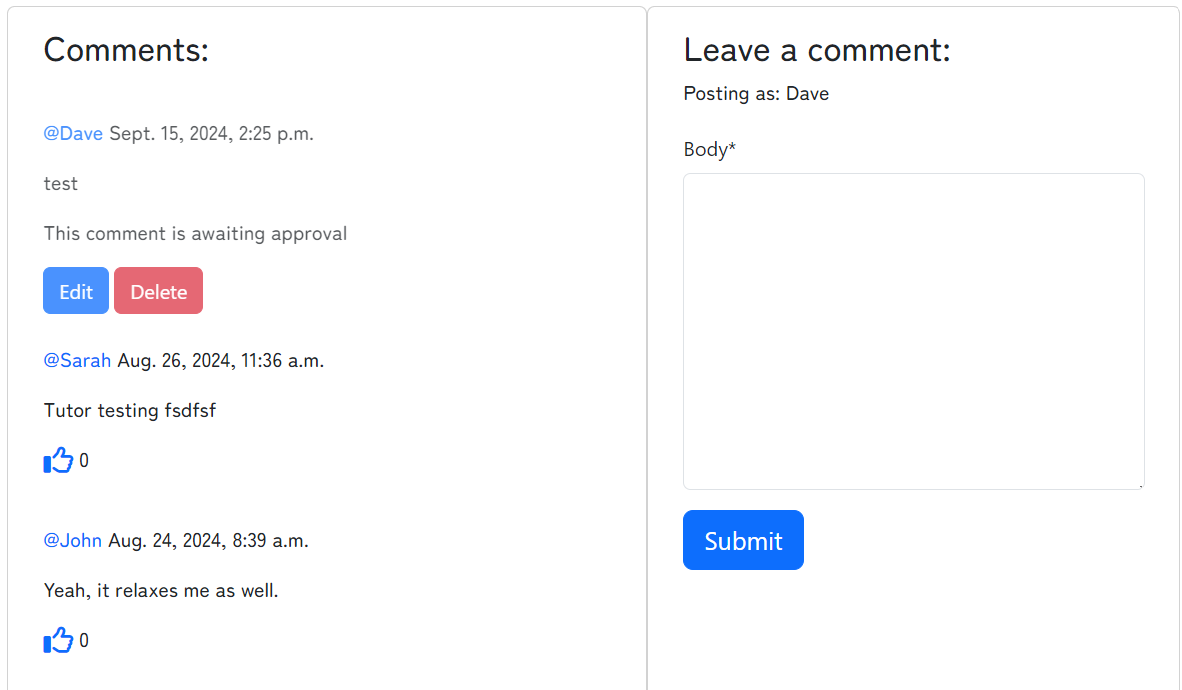 Comments:
@Dave Sept. 15, 2024, 2:25 p.m.
test
This comment is awaiting approval
Edit Delete
@Sarah Aug. 26, 2024, 11:36 a.m.
Tutor testing fsdfsf
0
@John Aug. 24, 2024, 8:39 a.m.
Yeah, it relaxes me as well.
0
Leave a comment:
Posting as: Dave
Body*
Submit